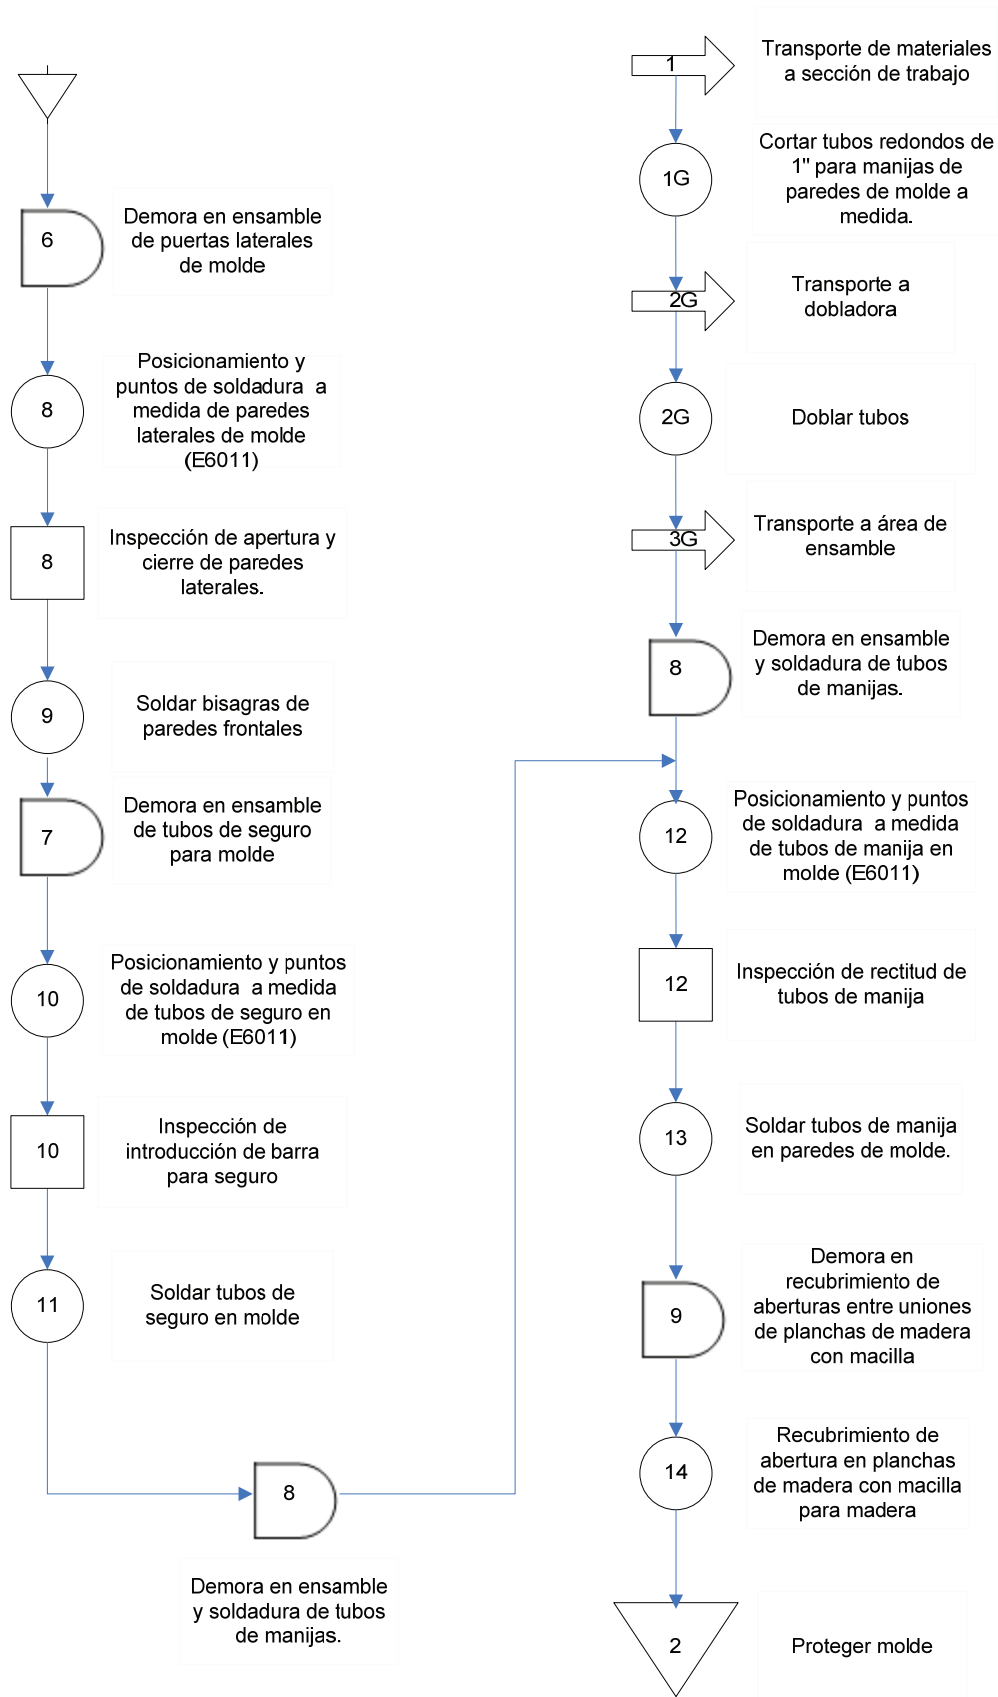 6
Demora en ensamble
de puertas laterales
de molde
8
Posicionamiento y
puntos de soldadura a
medida de paredes
laterales de molde
(E6011)
8
Inspección de apertura y
cierre de paredes
laterales.
9
Soldar bisagras de
paredes frontales
7
Demora en ensamble
de tubos de seguro
para molde
10
Posicionamiento y puntos
de soldadura a medida
de tubos de seguro en
molde (E6011)
10
Inspección de
introducción de barra
para seguro
11
Soldar tubos de
seguro en molde
8
Demora en ensamble
y soldadura de tubos
de manijas.
1
Transporte de materiales
a sección de trabajo
1G
Cortar tubos redondos de
1" para manijas de
paredes de molde a
medida.
2G
Transporte a
dobladora
2G
Doblar tubos
3G
Transporte a área de
ensamble
8
Demora en ensamble
y soldadura de tubos
de manijas.
12
Posicionamiento y puntos
de soldadura a medida
de tubos de manija en
molde (E6011)
12
Inspección de rectitud de
tubos de manija
13
Soldar tubos de manija
en paredes de molde.
9
Demora en
recubrimiento de
aberturas entre uniones
de planchas de madera
con macilla
14
Recubrimiento de
abertura en planchas
de madera con macilla
para madera
2
Proteger molde